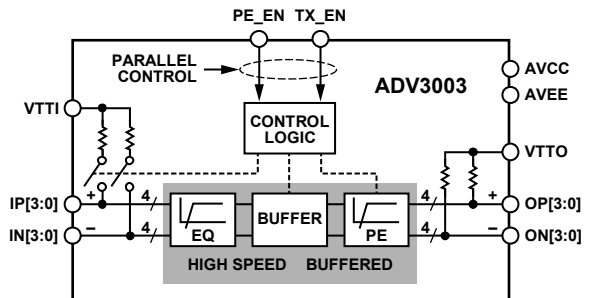 PE_EN TX_EN
PARALLEL
CONTROL
ADV3003
AVCC
AVEE
VTTI
CONTROL
LOGIC
VTTO
IP[3:0]
+
4
4
+
OP[3:0]
EQ
BUFFER
PE
IN[3:0]
–
4
4
–
ON[3:0]
HIGH SPEED BUFFERED